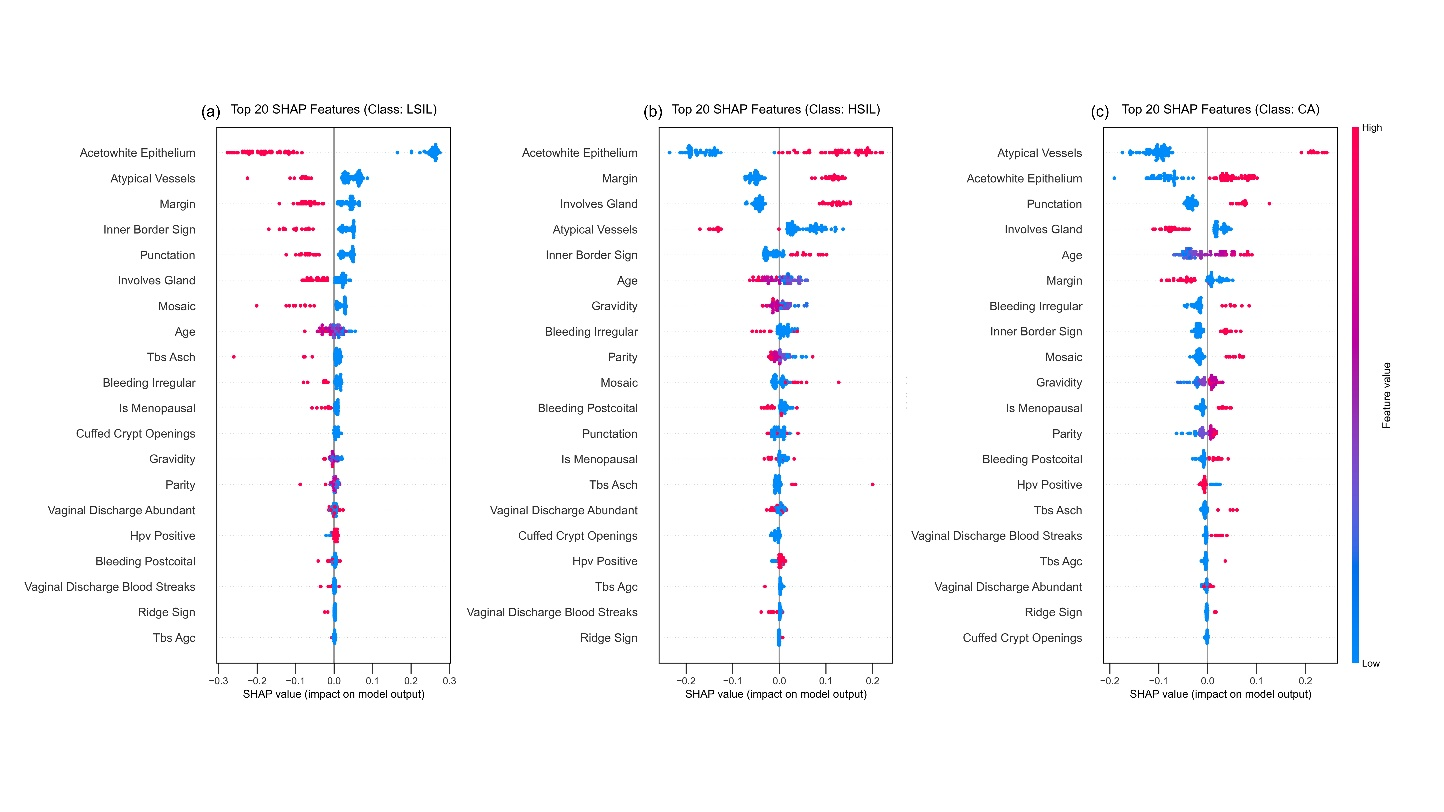 (a) Top 20 SHAP Features (Class: LSIL)
Acetowhite Epithelium
Atypical Vessels
Margin
Inner Border Sign
Punctation
Involves Gland
Mosaic
Age
Tbs Asch
Bleeding Irregular
Is Menopausal
Cuffed Crypt Openings
Gravidity
Parity
Vaginal Discharge Abundant
Hpv Positive
Bleeding Postcoital
Vaginal Discharge Blood Streaks
Ridge Sign
Tbs Agc
−0.3 −0.2 −0.1 0.0 0.1 0.2 0.3
SHAP value (impact on model output)
(b) Top 20 SHAP Features (Class: HSIL)
Acetowhite Epithelium
Margin
Involves Gland
Atypical Vessels
Inner Border Sign
Age
Gravidity
Bleeding Irregular
Parity
Mosaic
Bleeding Postcoital
Punctation
Is Menopausal
Tbs Asch
Vaginal Discharge Abundant
Cuffed Crypt Openings
Hpv Positive
Tbs Agc
Vaginal Discharge Blood Streaks
Ridge Sign
−0.2 −0.1 0.0 0.1 0.2
SHAP value (impact on model output)
(c) Top 20 SHAP Features (Class: CA)
Atypical Vessels
Acetowhite Epithelium
Punctation
Involves Gland
Age
Margin
Bleeding Irregular
Inner Border Sign
Mosaic
Gravidity
Is Menopausal
Parity
Bleeding Postcoital
Hpv Positive
Tbs Asch
Vaginal Discharge Blood Streaks
Tbs Agc
Vaginal Discharge Abundant
Ridge Sign
Cuffed Crypt Openings
−0.2 −0.1 0.0 0.1 0.2
SHAP value (impact on model output)
High
Feature value
Low